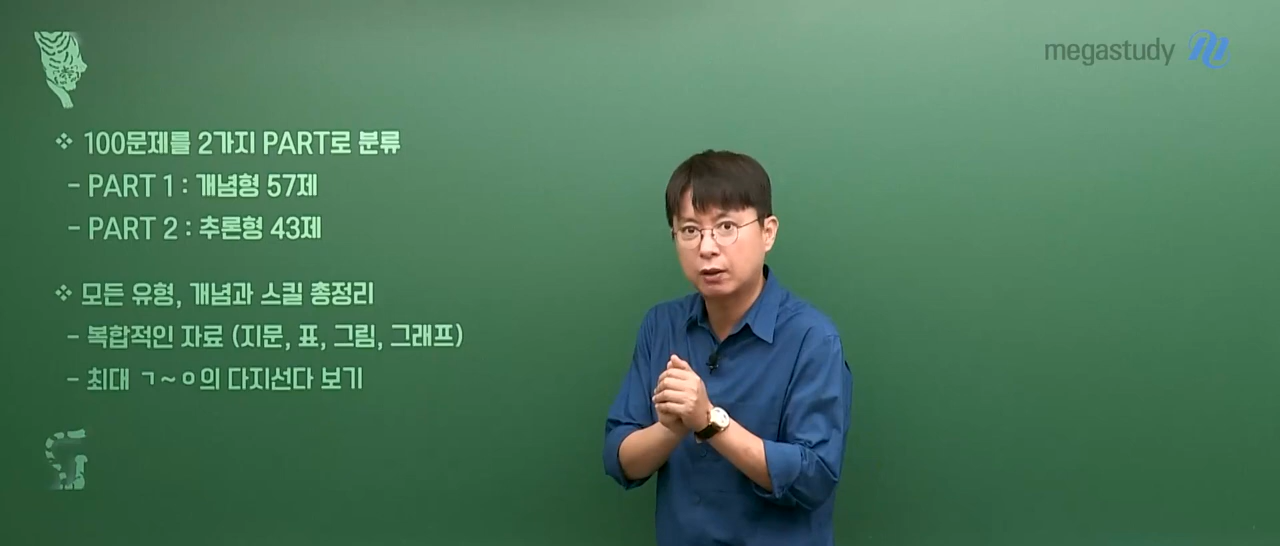 megastudy
❖ 100문제를 2가지 PART로 분류
- PART 1 : 개념형 57제
- PART 2 : 추론형 43제
❖ 모든 유형, 개념과 스킬 총정리
- 복합적인 자료 (지문, 표, 그림, 그래프)
- 최대 ㄱ~ㅇ의 다지선다 보기